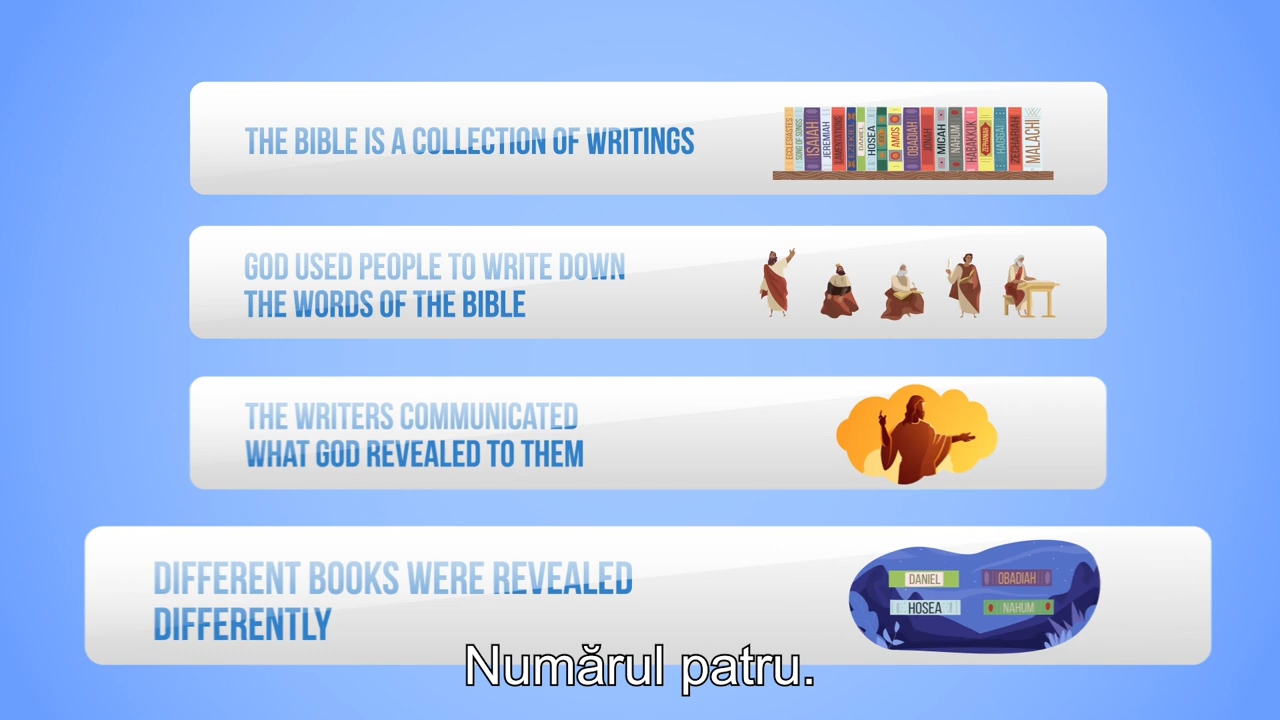 THE BIBLE IS A COLLECTION OF WRITINGS
ECCLESIASTES
SONG OF SONGS
ISAIAH
JEREMIAH
LAMENTATIONS
EZEKIEL
DANIEL
HOSEA
AMOS
OBADIAH
JONAH
MICAH
NAHUM
HABAKKUK
ZEPHANIAH
HAGGAI
ZECHARIAH
MALACHI
GOD USED PEOPLE TO WRITE DOWN
THE WORDS OF THE BIBLE
THE WRITERS COMMUNICATED
WHAT GOD REVEALED TO THEM
DIFFERENT BOOKS WERE REVEALED
DIFFERENTLY
DANIEL
OBADIAH
HOSEA
NAHUM
Numărul patru.